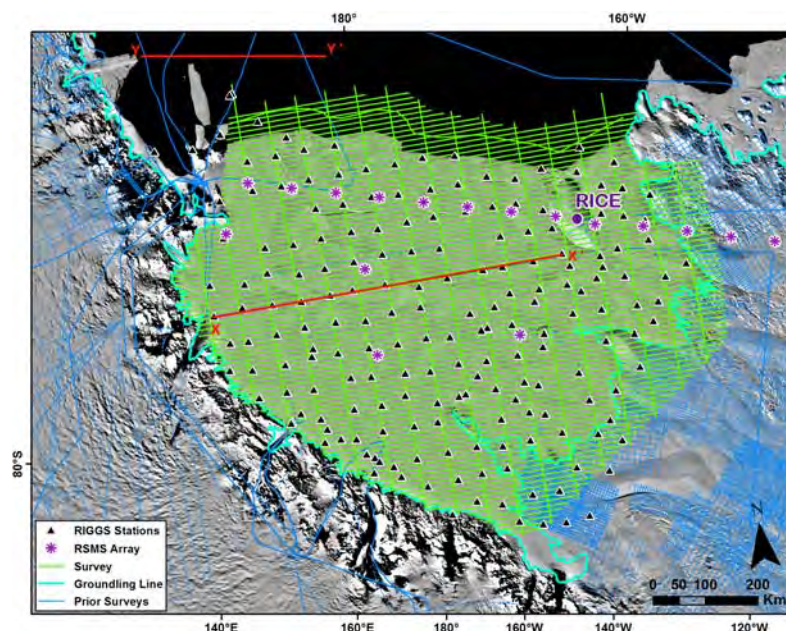 180°
160°W
Y
Y'
RICE
X'
X
80°S
RIGGS Stations
RSMS Array
Survey
Groundling Line
Prior Surveys
N
0 50 100 200
Km
140°E
160°E
180°
160°W
140°W
120°W